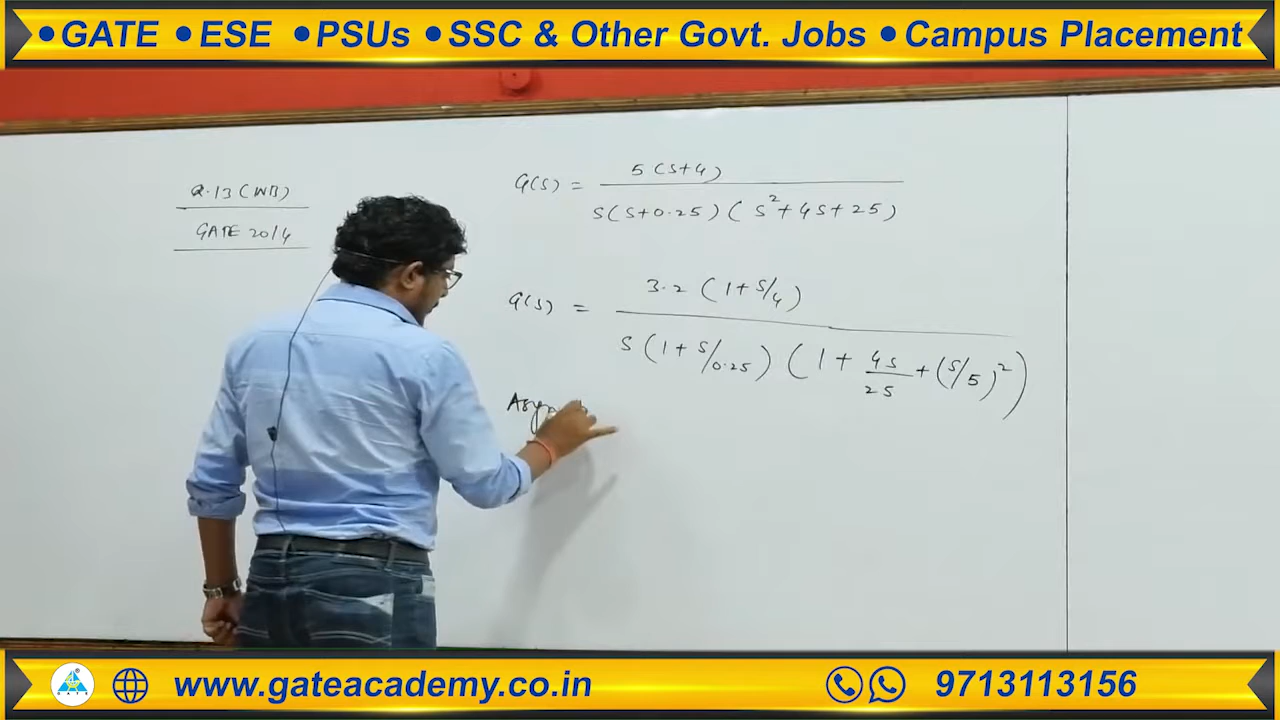 •GATE •ESE •PSUs •SSC & Other Govt. Jobs •Campus Placement
Q.13 (WB)
GATE 2014
G(s) = 5(s+4)
s(s+0.25)(s²+4s+25)
G(s) = 3.2 (1+s/4)
s(1+s/0.25)(1+4s/25+(s/5)²)
GATE
www.gateacademy.co.in
9713113156